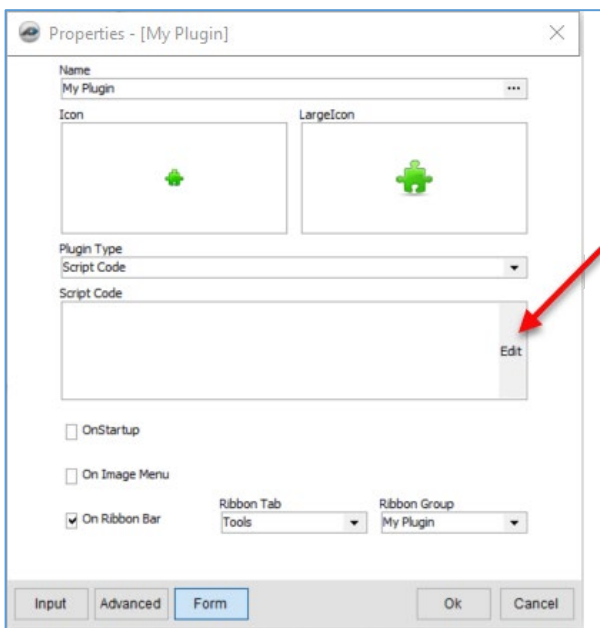 Properties - [My Plugin]
Name
My Plugin ...
Icon LargeIcon
Plugin Type
Script Code
Script Code
Edit
OnStartup
On Image Menu
Ribbon Tab Ribbon Group
On Ribbon Bar Tools My Plugin
Input Advanced Form Ok Cancel